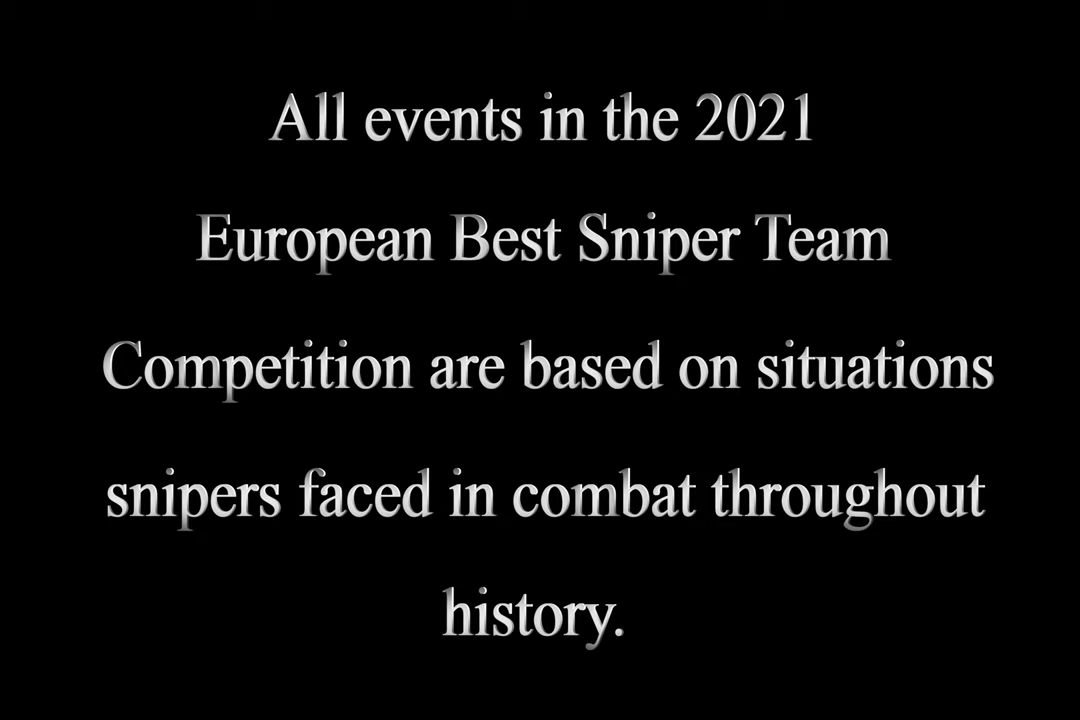 All events in the 2021
European Best Sniper Team
Competition are based on situations
snipers faced in combat throughout
history.